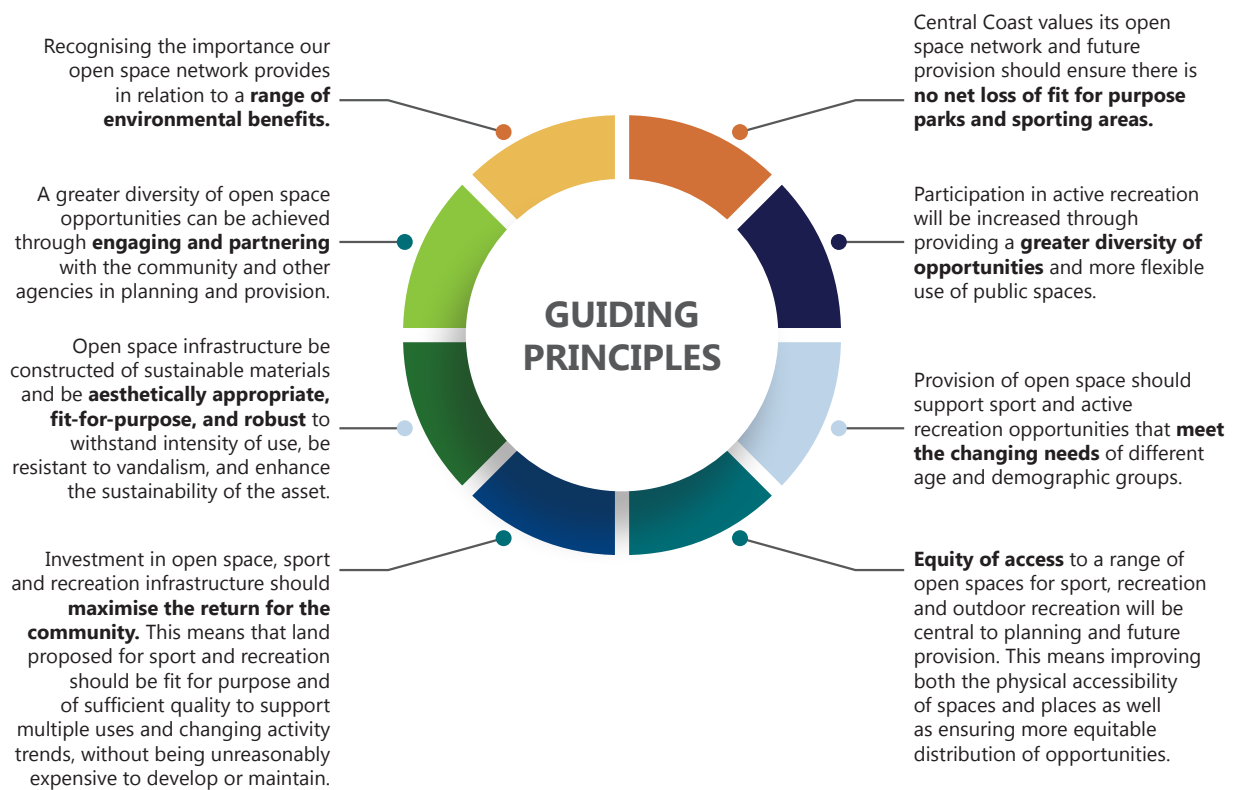 Recognising the importance our
open space network provides
in relation to a range of
environmental benefits.
A greater diversity of open space
opportunities can be achieved
through engaging and partnering
with the community and other
agencies in planning and provision.
Open space infrastructure be
constructed of sustainable materials
and be aesthetically appropriate,
fit-for-purpose, and robust to
withstand intensity of use, be
resistant to vandalism, and enhance
the sustainability of the asset.
Investment in open space, sport
and recreation infrastructure should
maximise the return for the
community. This means that land
proposed for sport and recreation
should be fit for purpose and
of sufficient quality to support
multiple uses and changing activity
trends, without being unreasonably
expensive to develop or maintain.
GUIDING
PRINCIPLES
Central Coast values its open
space network and future
provision should ensure there is
no net loss of fit for purpose
parks and sporting areas.
Participation in active recreation
will be increased through
providing a greater diversity of
opportunities and more flexible
use of public spaces.
Provision of open space should
support sport and active
recreation opportunities that meet
the changing needs of different
age and demographic groups.
Equity of access to a range of
open spaces for sport, recreation
and outdoor recreation will be
central to planning and future
provision. This means improving
both the physical accessibility
of spaces and places as well
as ensuring more equitable
distribution of opportunities.